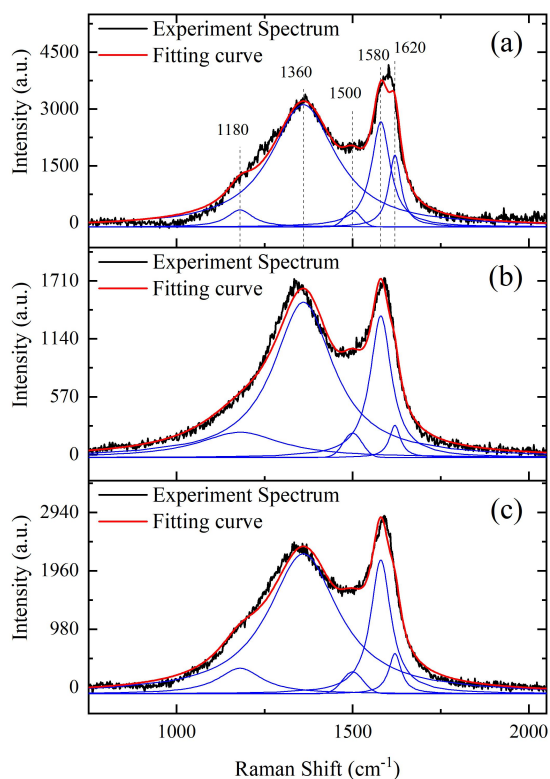 Experiment Spectrum
Fitting curve
(a)
1180
1360
1500
1580
1620
4500
3000
1500
0
Intensity (a.u.)
Experiment Spectrum
Fitting curve
(b)
1710
1140
570
0
Intensity (a.u.)
Experiment Spectrum
Fitting curve
(c)
2940
1960
980
0
Intensity (a.u.)
1000
1500
2000
Raman Shift (cm⁻¹)